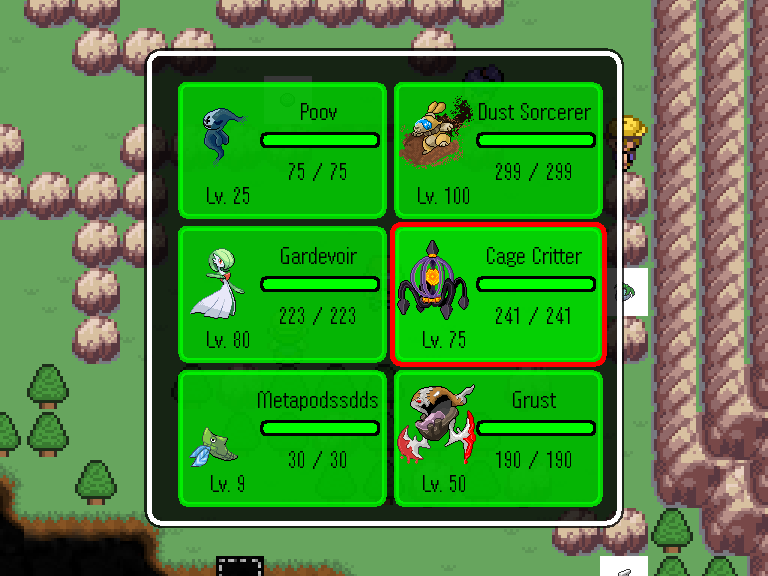 Poov
75 / 75
Lv. 25
Dust Sorcerer
299 / 299
Lv. 100
Gardevoir
223 / 223
Lv. 80
Cage Critter
241 / 241
Lv. 75
Metapodssdds
30 / 30
Lv. 9
Grust
190 / 190
Lv. 50